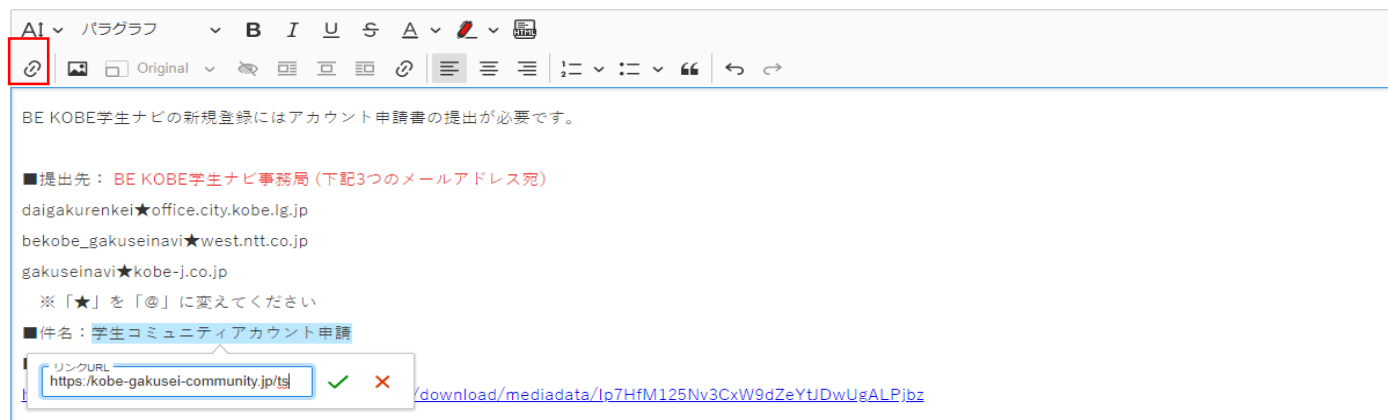 パラグラフ B I U S A HTML
Original
BE KOBE学生ナビの新規登録にはアカウント申請書の提出が必要です。
■提出先： BE KOBE学生ナビ事務局 (下記3つのメールアドレス宛)
daigakurenkei★office.city.kobe.lg.jp
bekobe_gakuseinavi★west.ntt.co.jp
gakuseinavi★kobe-j.co.jp
※「★」を「@」に変えてください
■件名：学生コミュニティアカウント申請
リンクURL
https:/kobe-gakusei-community.jp/ts
/download/mediadata/Ip7HfM125Nv3CxW9dZeYtJDwUgALPjbz